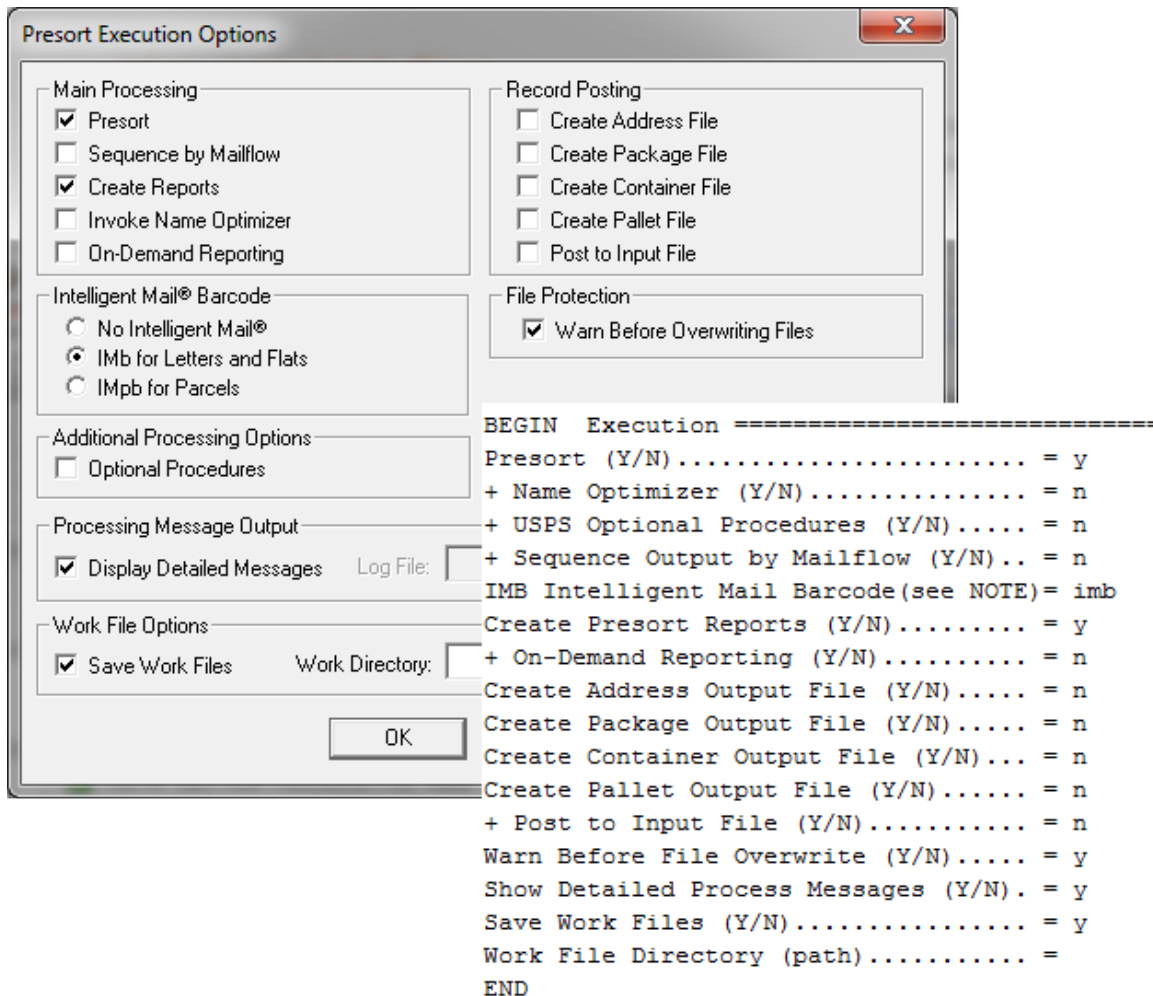 Presort Execution Options
Main Processing
Presort
Sequence by Mailflow
Create Reports
Invoke Name Optimizer
On-Demand Reporting
Record Posting
Create Address File
Create Package File
Create Container File
Create Pallet File
Post to Input File
Intelligent Mail® Barcode
No Intelligent Mail®
IMb for Letters and Flats
IMpb for Parcels
File Protection
Warn Before Overwriting Files
Additional Processing Options
Optional Procedures
Processing Message Output
Display Detailed Messages Log File:
Work File Options
Save Work Files Work Directory:
OK
BEGIN  Execution =============================
Presort (Y/N)........................ = y
+ Name Optimizer (Y/N)............... = n
+ USPS Optional Procedures (Y/N)..... = n
+ Sequence Output by Mailflow (Y/N).. = n
IMB Intelligent Mail Barcode(see NOTE)= imb
Create Presort Reports (Y/N)......... = y
+ On-Demand Reporting (Y/N).......... = n
Create Address Output File (Y/N)..... = n
Create Package Output File (Y/N)..... = n
Create Container Output File (Y/N)... = n
Create Pallet Output File (Y/N)...... = n
+ Post to Input File (Y/N)........... = n
Warn Before File Overwrite (Y/N)..... = y
Show Detailed Process Messages (Y/N). = y
Save Work Files (Y/N)................ = y
Work File Directory (path)........... =
END